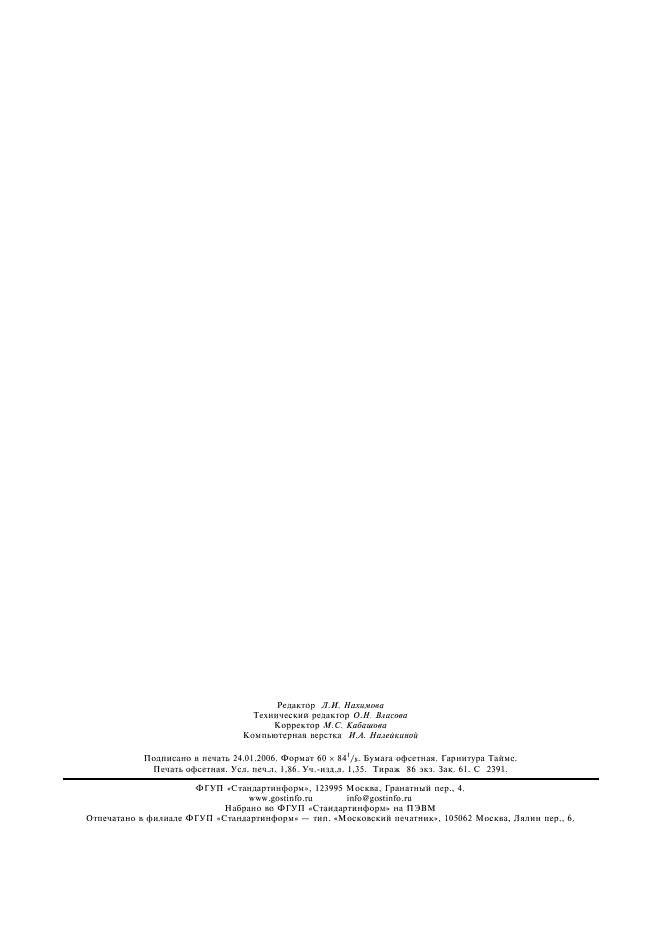 Редактор Л.И. Нахимова
Технический редактор О.Н. Власова
Корректор М.С. Кабашова
Компьютерная верстка И.А. Налейкиной
Подписано в печать 24.01.2006. Формат 60 × 84 1/8. Бумага офсетная. Гарнитура Таймс.
Печать офсетная. Усл. печ.л. 1,86. Уч.-изд.л. 1,35. Тираж 86 экз. Зак. 61. С 2391.
ФГУП «Стандартинформ», 123995 Москва, Гранатный пер., 4.
www.gostinfo.ru info@gostinfo.ru
Набрано во ФГУП «Стандартинформ» на ПЭВМ
Отпечатано в филиале ФГУП «Стандартинформ» — тип. «Московский печатник», 105062 Москва, Лялин пер., 6.